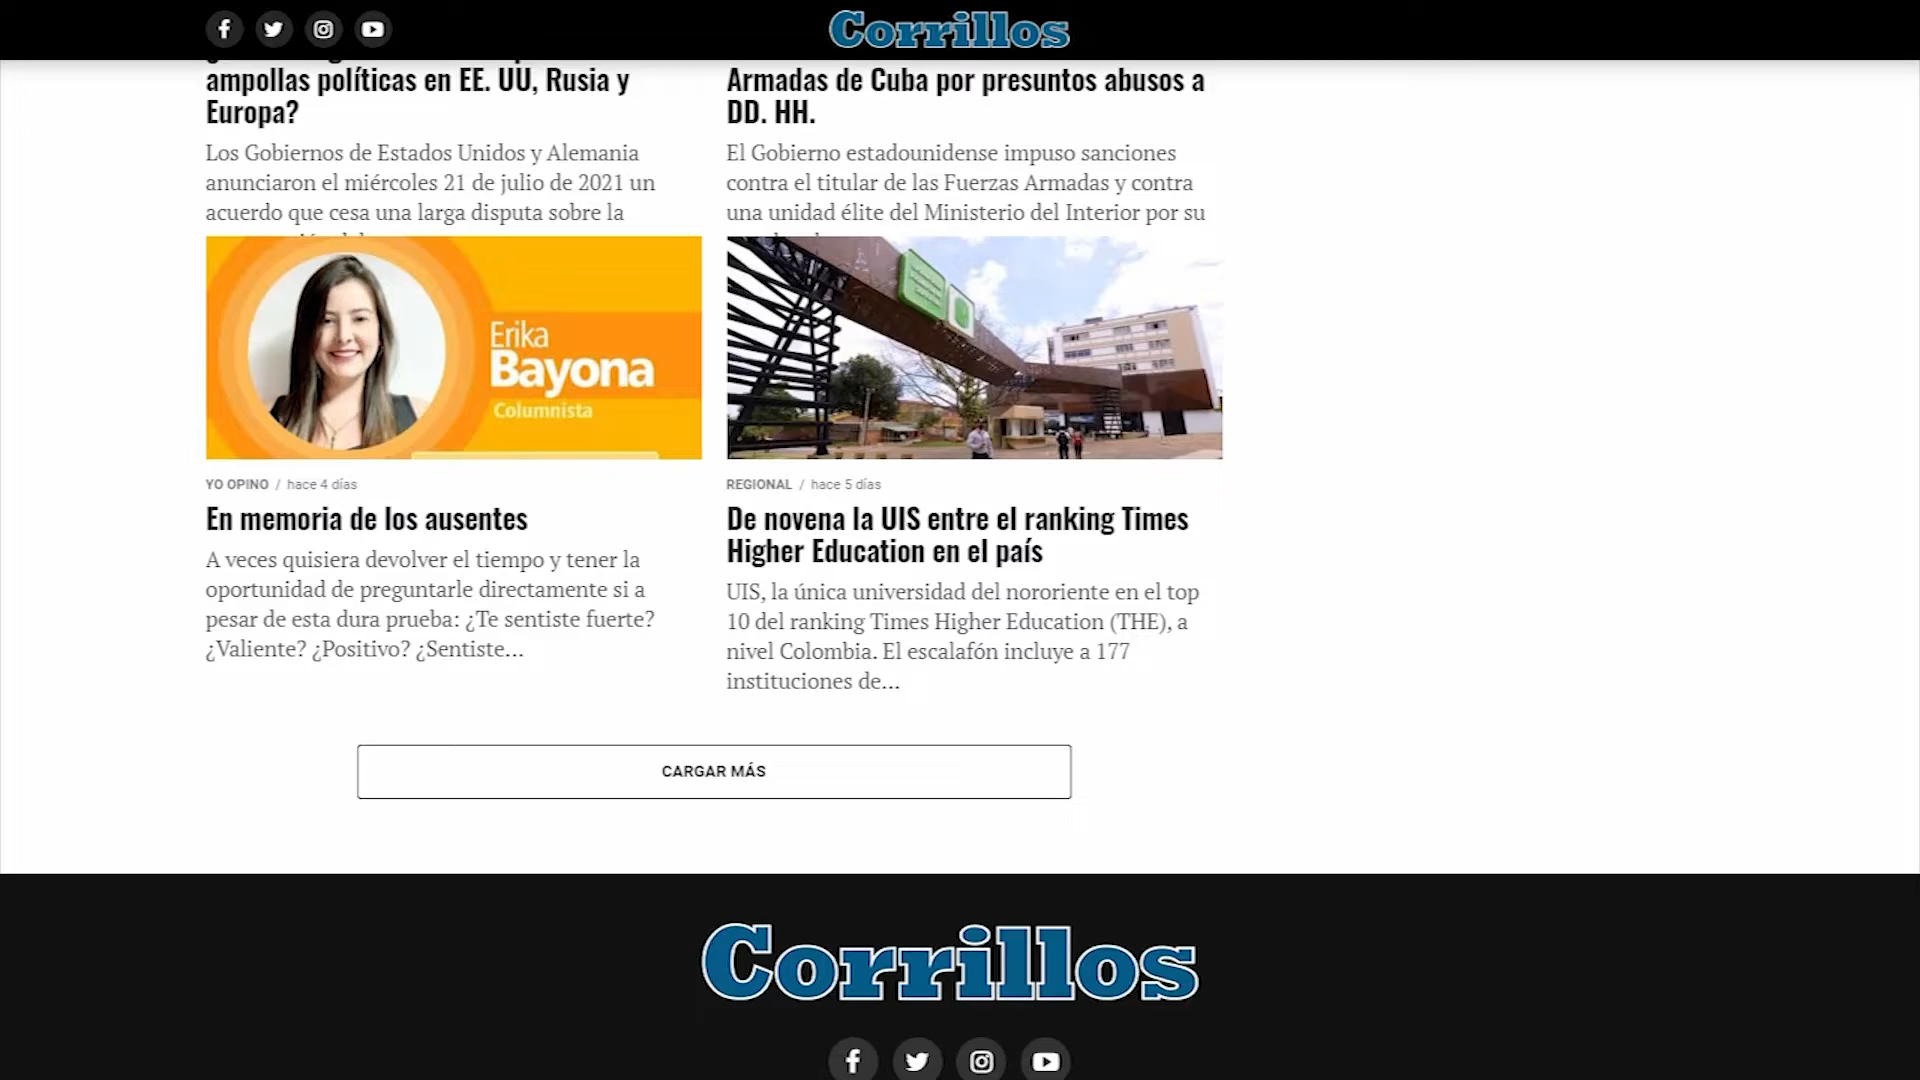 Corrillos
ampollas políticas en EE. UU, Rusia y
Europa?
Los Gobiernos de Estados Unidos y Alemania
anunciaron el miércoles 21 de julio de 2021 un
acuerdo que cesa una larga disputa sobre la
Armadas de Cuba por presuntos abusos a
DD. HH.
El Gobierno estadounidense impuso sanciones
contra el titular de las Fuerzas Armadas y contra
una unidad élite del Ministerio del Interior por su
Erika
Bayona
Columnista
YO OPINO / hace 4 días
En memoria de los ausentes
A veces quisiera devolver el tiempo y tener la
oportunidad de preguntarle directamente si a
pesar de esta dura prueba: ¿Te sentiste fuerte?
¿Valiente? ¿Positivo? ¿Sentiste...
REGIONAL / hace 5 días
De novena la UIS entre el ranking Times
Higher Education en el país
UIS, la única universidad del nororiente en el top
10 del ranking Times Higher Education (THE), a
nivel Colombia. El escalafón incluye a 177
instituciones de...
CARGAR MÁS
Corrillos